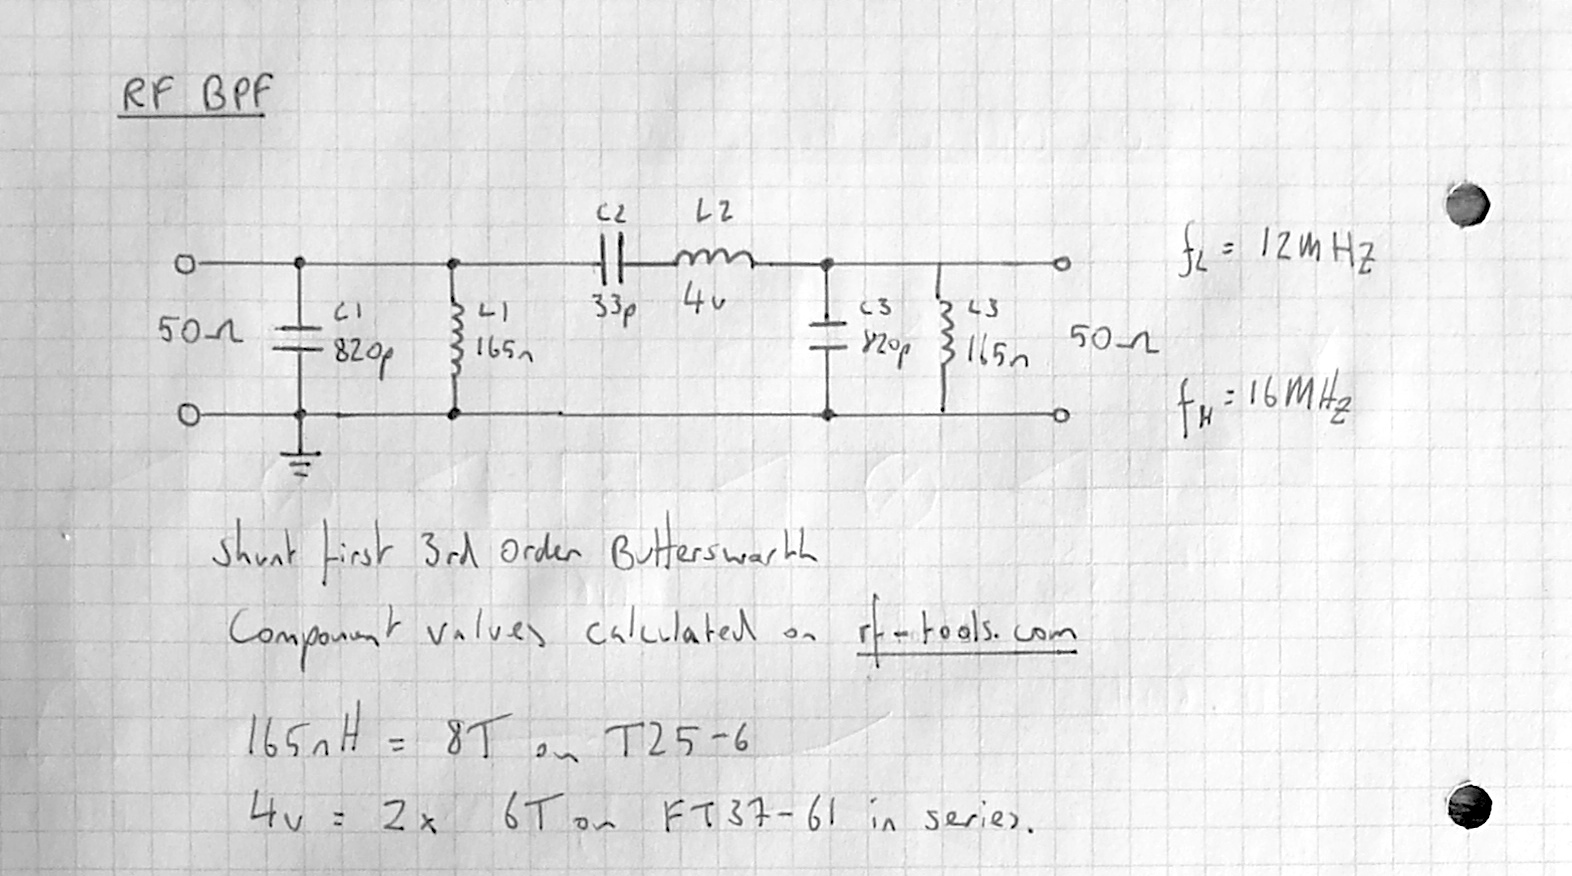 RF BPF
C2 L2
33p 4u
50Ω
C1
820p
L1
165n
C3
820p
L3
165n
50Ω
fL = 12MHz
fH = 16MHz
Shunt first 3rd Order Butterswarth
Component values calculated on rf-tools.com
165nH = 8T on T25-6
4u = 2x 6T on FT37-61 in series.